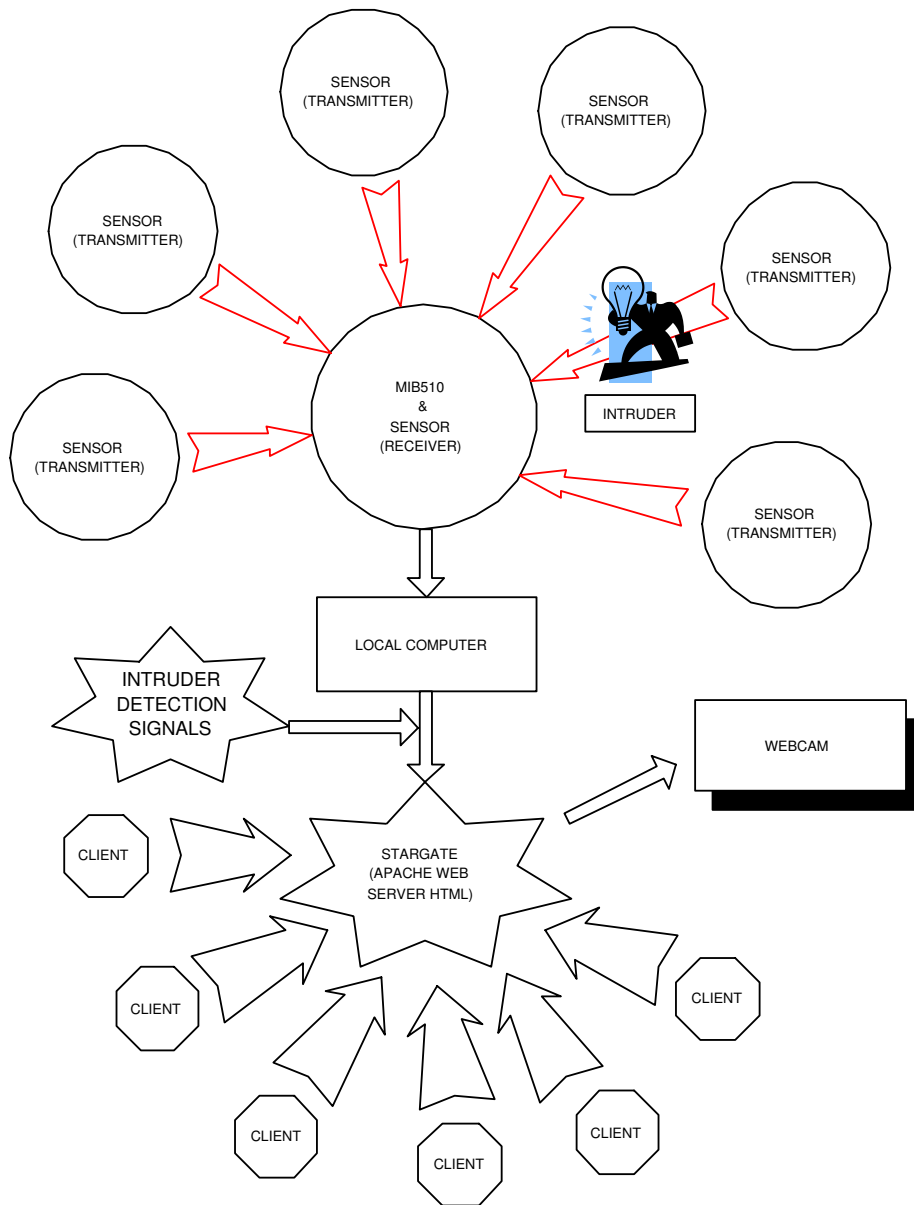 SENSOR
(TRANSMITTER)
SENSOR
(TRANSMITTER)
SENSOR
(TRANSMITTER)
SENSOR
(TRANSMITTER)
MIB510
&
SENSOR
(RECEIVER)
INTRUDER
SENSOR
(TRANSMITTER)
SENSOR
(TRANSMITTER)
LOCAL COMPUTER
INTRUDER
DETECTION
SIGNALS
WEBCAM
CLIENT
STARGATE
(APACHE WEB
SERVER HTML)
CLIENT
CLIENT
CLIENT
CLIENT
CLIENT